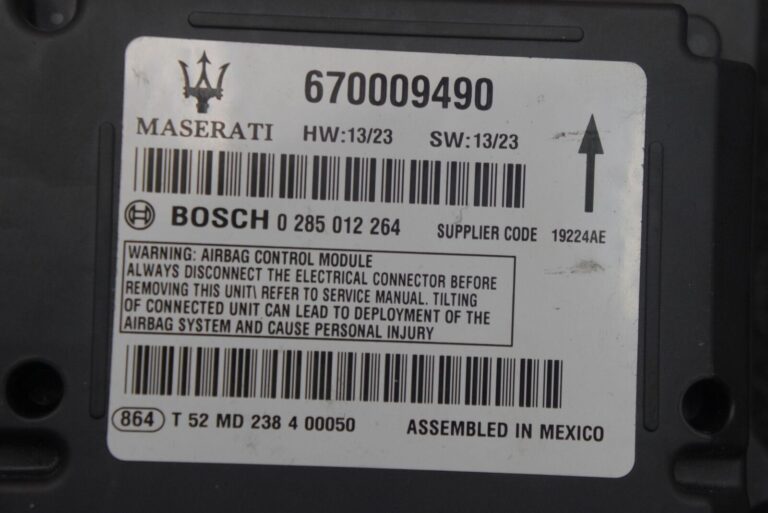 670009490
MASERATI HW:13/23 SW:13/23
BOSCH 0 285 012 264 SUPPLIER CODE 19224AE
WARNING: AIRBAG CONTROL MODULE
ALWAYS DISCONNECT THE ELECTRICAL CONNECTOR BEFORE
REMOVING THIS UNIT\ REFER TO SERVICE MANUAL. TILTING
OF CONNECTED UNIT CAN LEAD TO DEPLOYMENT OF THE
AIRBAG SYSTEM AND CAUSE PERSONAL INJURY
864 T 52 MD 238 4 00050 ASSEMBLED IN MEXICO